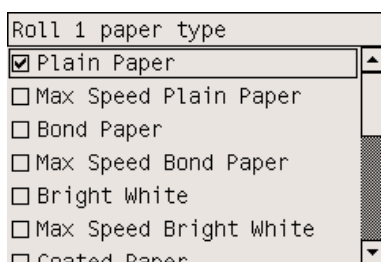 Roll 1 paper type
Plain Paper
Max Speed Plain Paper
Bond Paper
Max Speed Bond Paper
Bright White
Max Speed Bright White
Coated Paper